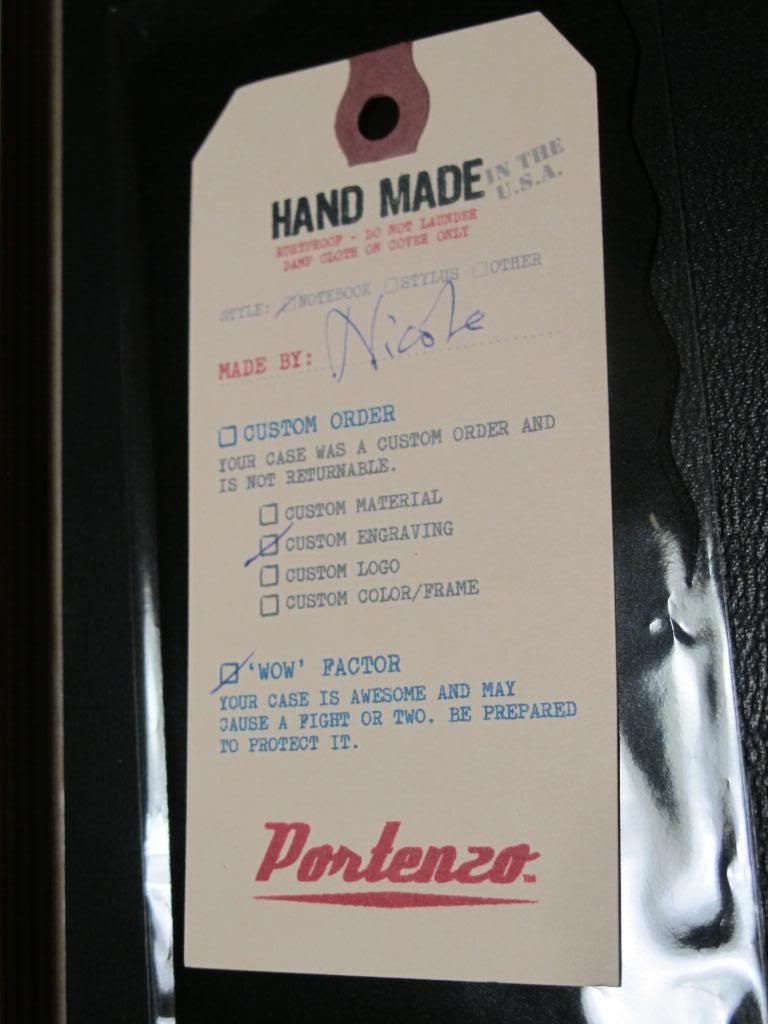 HAND MADE IN THE U.S.A.
RUSTPROOF - DO NOT LAUNDER
DAMP CLOTH ON COVER ONLY
STYLE: NOTEBOOK STYLUS OTHER
MADE BY: Nicole
CUSTOM ORDER
YOUR CASE WAS A CUSTOM ORDER AND
IS NOT RETURNABLE.
CUSTOM MATERIAL
CUSTOM ENGRAVING
CUSTOM LOGO
CUSTOM COLOR/FRAME
'WOW' FACTOR
YOUR CASE IS AWESOME AND MAY
CAUSE A FIGHT OR TWO. BE PREPARED
TO PROTECT IT.
Portenzo™